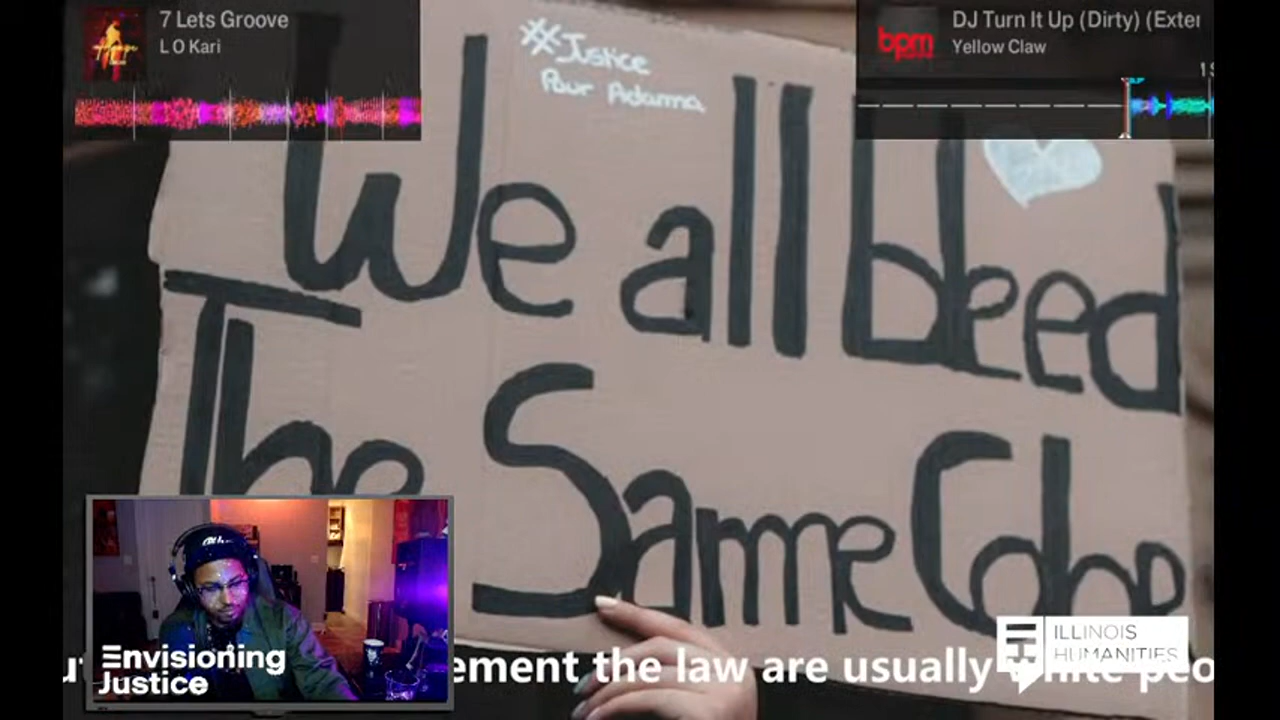 7 Lets Groove
L O Kari
bpm
DJ Turn It Up (Dirty) (Exter
Yellow Claw
#Justice
Pour Adama
We all bleed
The Same Color
Envisioning
Justice
ement the law are usually white peo
ILLINOIS
HUMANITIES